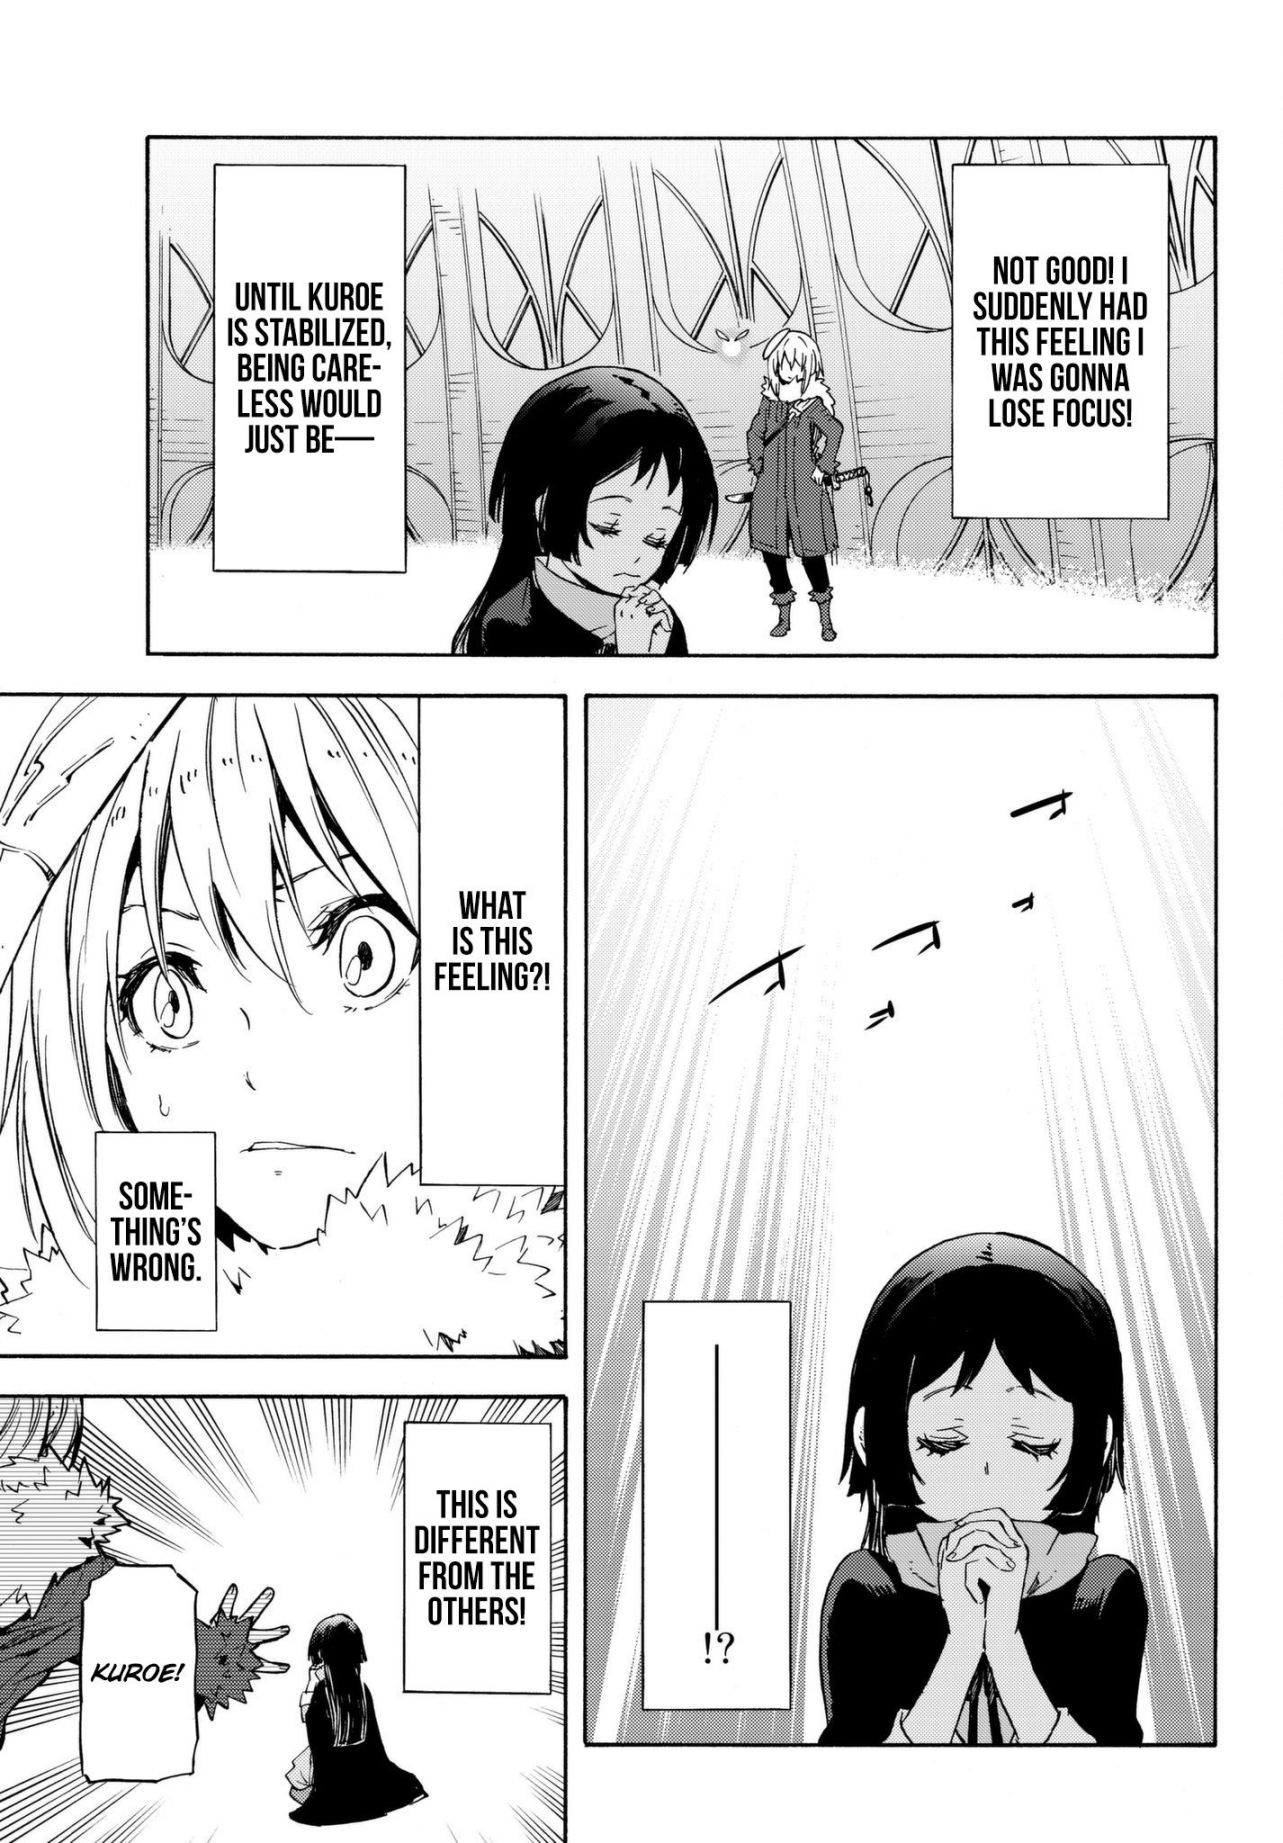 NOT GOOD! I
SUDDENLY HAD
THIS FEELING I
WAS GONNA
LOSE FOCUS!
UNTIL KUROE
IS STABILIZED,
BEING CARE-
LESS WOULD
JUST BE—
—!?
WHAT
IS THIS
FEELING?!
SOME-
THING'S
WRONG.
THIS IS
DIFFERENT
FROM THE
OTHERS!
KUROE!